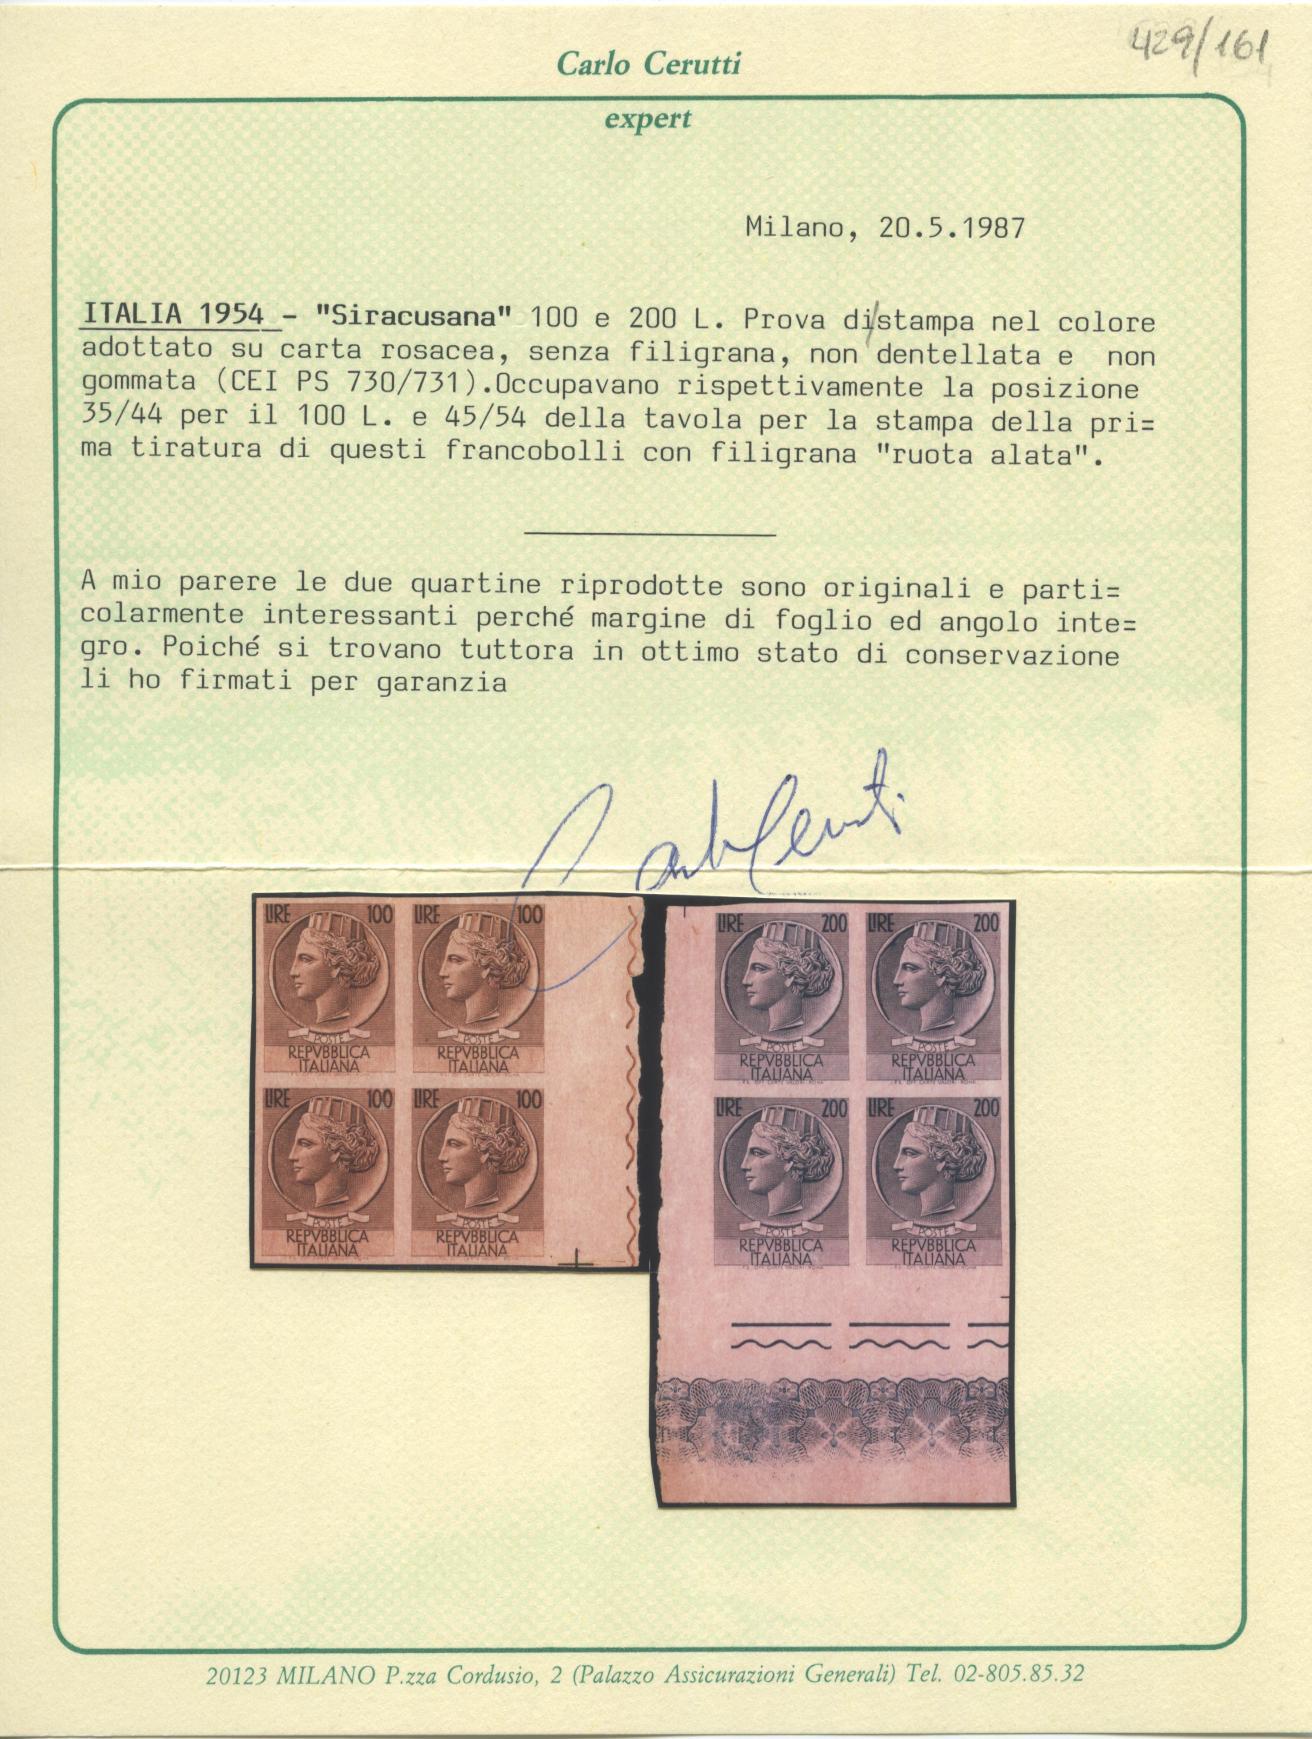 429/161
Carlo Cerutti
expert
Milano, 20.5.1987
ITALIA 1954 - "Siracusana" 100 e 200 L. Prova di/stampa nel colore
adottato su carta rosacea, senza filigrana, non dentellata e non
gommata (CEI PS 730/731).Occupavano rispettivamente la posizione
35/44 per il 100 L. e 45/54 della tavola per la stampa della pri=
ma tiratura di questi francobolli con filigrana "ruota alata".
A mio parere le due quartine riprodotte sono originali e parti=
colarmente interessanti perché margine di foglio ed angolo inte=
gro. Poiché si trovano tuttora in ottimo stato di conservazione
li ho firmati per garanzia
Carlo Cerutti
LIRE 100 LIRE 100
POSTE POSTE
REPVBBLICA REPVBBLICA
ITALIANA ITALIANA
LIRE 100 LIRE 100
POSTE POSTE
REPVBBLICA REPVBBLICA
ITALIANA ITALIANA
LIRE 200 LIRE 200
POSTE POSTE
REPVBBLICA REPVBBLICA
ITALIANA ITALIANA
LIRE 200 LIRE 200
POSTE POSTE
REPVBBLICA REPVBBLICA
ITALIANA ITALIANA
20123 MILANO P.zza Cordusio, 2 (Palazzo Assicurazioni Generali) Tel. 02-805.85.32